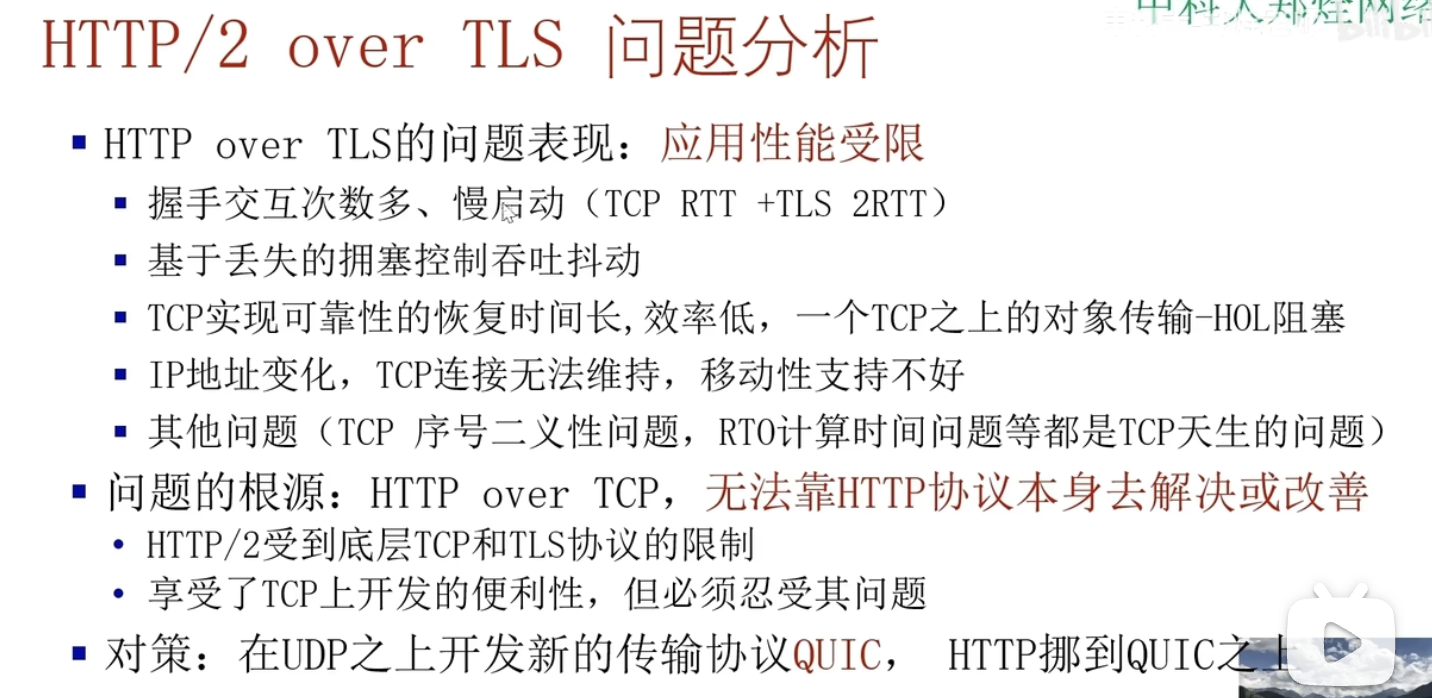 HTTP/2 over TLS 问题分析
HTTP over TLS的问题表现：应用性能受限
握手交互次数多、慢启动（TCP RTT +TLS 2RTT）
基于丢失的拥塞控制吞吐抖动
TCP实现可靠性的恢复时间长,效率低，一个TCP之上的对象传输-HOL阻塞
IP地址变化，TCP连接无法维持，移动性支持不好
其他问题（TCP 序号二义性问题，RTO计算时间问题等都是TCP天生的问题）
问题的根源：HTTP over TCP，无法靠HTTP协议本身去解决或改善
HTTP/2受到底层TCP和TLS协议的限制
享受了TCP上开发的便利性，但必须忍受其问题
对策：在UDP之上开发新的传输协议QUIC， HTTP挪到QUIC之上